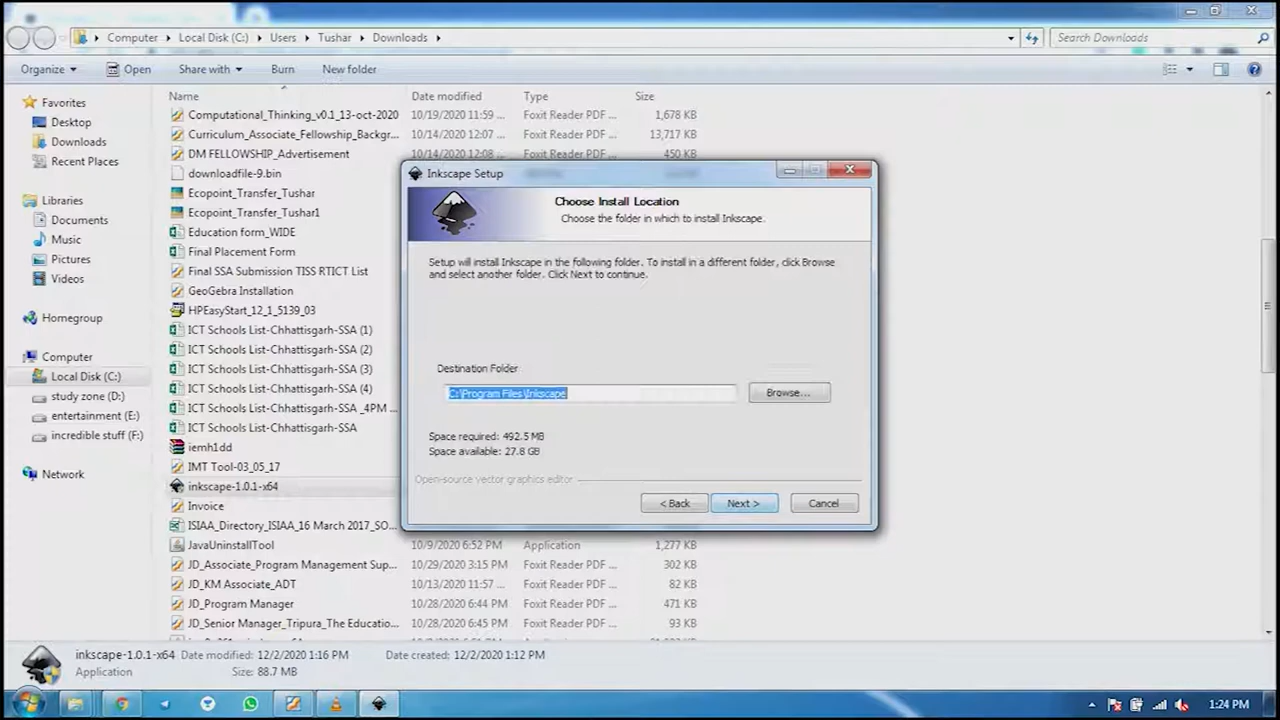 Computer Local Disk (C:) Users Tushar Downloads
Search Downloads
Organize Open Share with Burn New folder
Name Date modified Type Size
Favorites
Desktop
Downloads
Recent Places
Libraries
Documents
Music
Pictures
Videos
Homegroup
Computer
Local Disk (C:)
study zone (D:)
entertainment (E:)
incredible stuff (F:)
Network
Computational_Thinking_v0.1_13-oct-2020 10/19/2020 11:59 ... Foxit Reader PDF ... 1,678 KB
Curriculum_Associate_Fellowship_Backgr... 10/14/2020 12:07 ... Foxit Reader PDF ... 13,717 KB
DM FELLOWSHIP_Advertisement 10/14/2020 12:08 ... Foxit Reader PDF ... 450 KB
downloadfile-9.bin
Ecopoint_Transfer_Tushar
Ecopoint_Transfer_Tushar1
Education form_WIDE
Final Placement Form
Final SSA Submission TISS RTICT List
GeoGebra Installation
HPEasyStart_12_1_5139_03
ICT Schools List-Chhattisgarh-SSA (1)
ICT Schools List-Chhattisgarh-SSA (2)
ICT Schools List-Chhattisgarh-SSA (3)
ICT Schools List-Chhattisgarh-SSA (4)
ICT Schools List-Chhattisgarh-SSA _4PM ...
ICT Schools List-Chhattisgarh-SSA
iemh1dd
IMT Tool-03_05_17
inkscape-1.0.1-x64
Invoice
ISIAA_Directory_ISIAA_16 March 2017_SO...
JavaUninstallTool 10/9/2020 6:52 PM Application 1,277 KB
JD_Associate_Program Management Sup... 10/29/2020 3:15 PM Foxit Reader PDF ... 302 KB
JD_KM Associate_ADT 10/13/2020 11:57 ... Foxit Reader PDF ... 82 KB
JD_Program Manager 10/28/2020 6:44 PM Foxit Reader PDF ... 471 KB
JD_Senior Manager_Tripura_The Educatio... 10/28/2020 6:45 PM Foxit Reader PDF ... 93 KB
Inkscape Setup
Choose Install Location
Choose the folder in which to install Inkscape.
Setup will install Inkscape in the following folder. To install in a different folder, click Browse
and select another folder. Click Next to continue.
Destination Folder
C:\Program Files\Inkscape
Browse...
Space required: 492.5 MB
Space available: 27.8 GB
Open-source vector graphics editor
< Back Next > Cancel
inkscape-1.0.1-x64 Date modified: 12/2/2020 1:16 PM Date created: 12/2/2020 1:12 PM
Application Size: 88.7 MB
1:24 PM